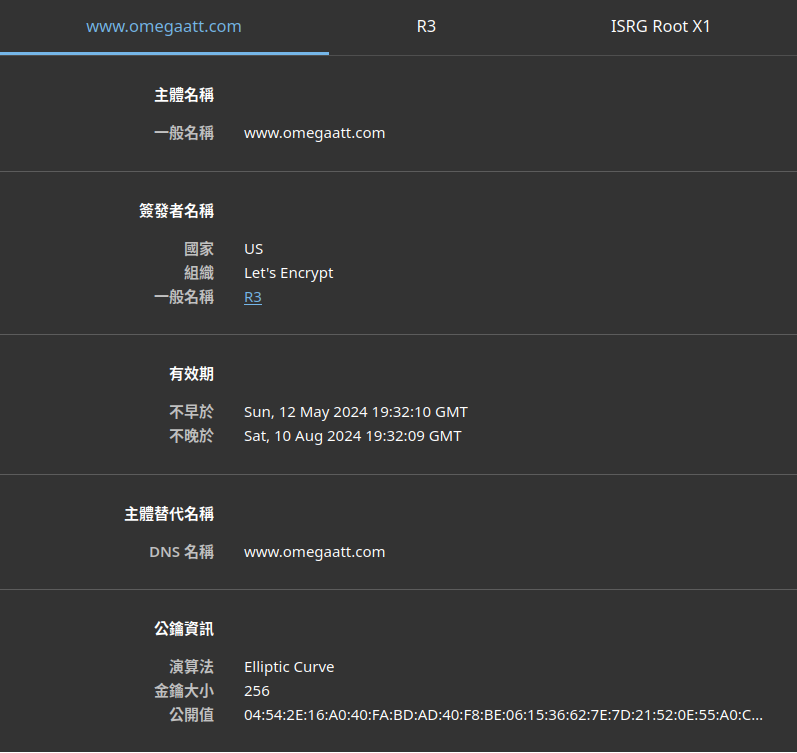 www.omegaatt.com R3 ISRG Root X1
主體名稱
一般名稱 www.omegaatt.com
簽發者名稱
國家 US
組織 Let's Encrypt
一般名稱 R3
有效期
不早於 Sun, 12 May 2024 19:32:10 GMT
不晚於 Sat, 10 Aug 2024 19:32:09 GMT
主體替代名稱
DNS 名稱 www.omegaatt.com
公鑰資訊
演算法 Elliptic Curve
金鑰大小 256
公開值 04:54:2E:16:A0:40:FA:BD:AD:40:F8:BE:06:15:36:62:7E:7D:21:52:0E:55:A0:C...